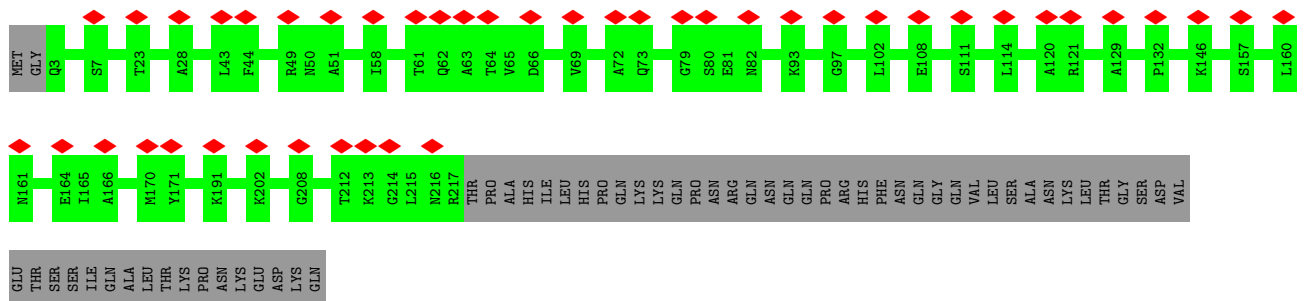 MET GLY Q3 S7 T23 A28 L43 F44 R49 N50 A51 I58 T61 Q62 A63 T64 V65 D66 V69 A72 Q73 G79 S80 E81 N82 K93 G97 L102 E108 S111 L114 A120 R121 A129 P132 K146 S157 L160
N161 E164 I165 A166 M170 Y171 K191 K202 G208 T212 K213 G214 L215 N216 R217 THR PRO ALA HIS ILE LEU HIS PRO GLN LYS LYS GLN PRO ASN ARG GLN ASN GLN GLN PRO ARG HIS PHE ASN GLN GLY GLN VAL LEU SER ALA ASN LYS LEU THR GLY SER ASP VAL
GLU THR SER SER ILE GLN ALA LEU THR LYS PRO ASN LYS GLU ASP LYS GLN